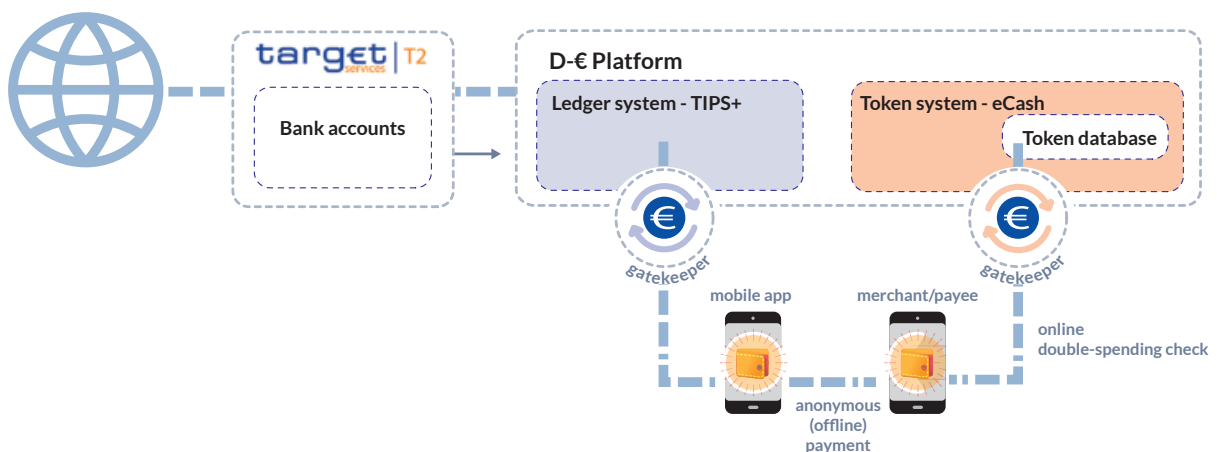 target | T2
services
Bank accounts
D-€ Platform
Ledger system - TIPS+
Token system - eCash
Token database
€
gatekeeper
€
gatekeeper
mobile app
merchant/payee
online
double-spending check
anonymous
(offline)
payment